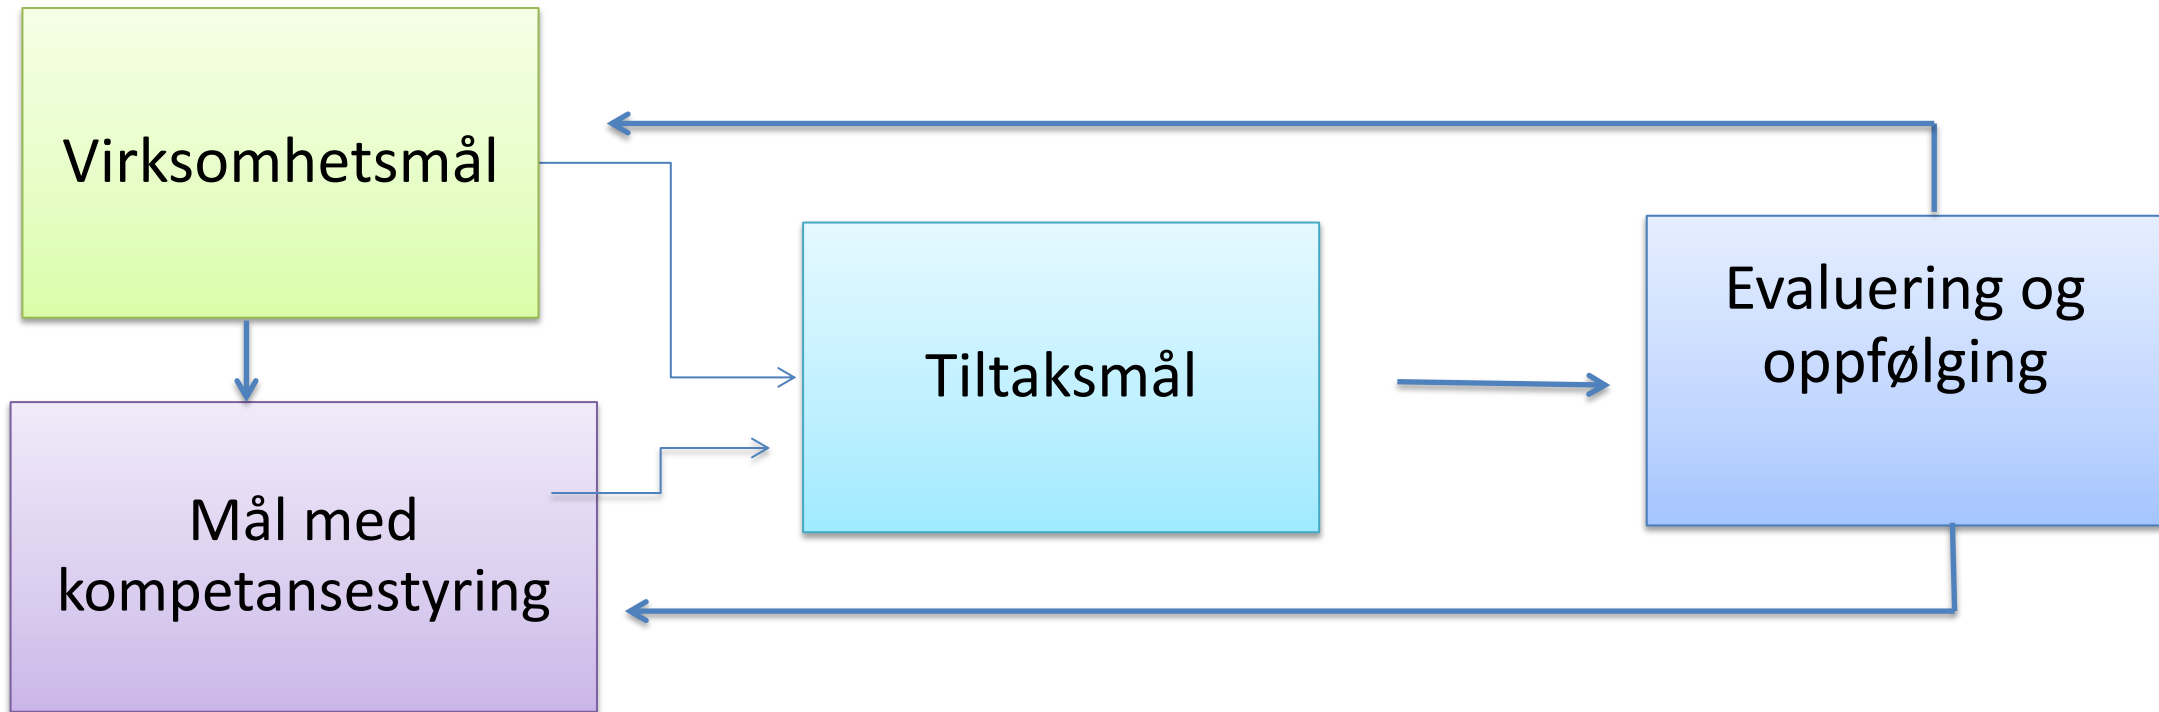 Virksomhetsmål
Tiltaksmål
Evaluering og
oppfølging
Mål med
kompetansestyring